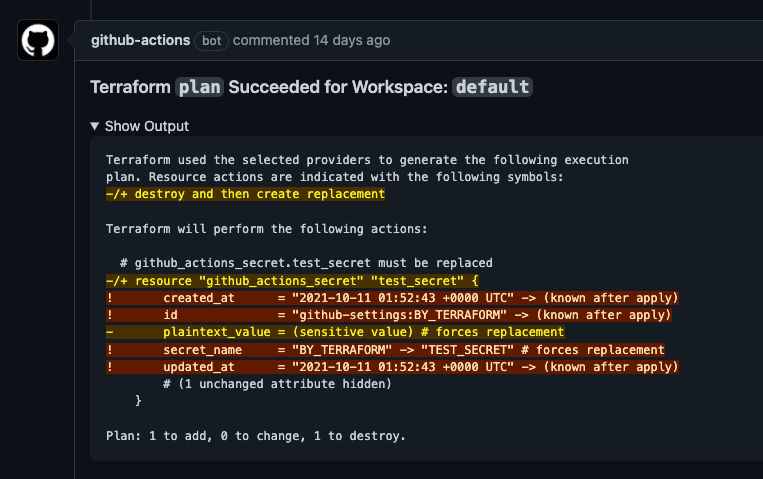 github-actions bot commented 14 days ago
Terraform plan Succeeded for Workspace: default
▼ Show Output
Terraform used the selected providers to generate the following execution
plan. Resource actions are indicated with the following symbols:
-/+ destroy and then create replacement
Terraform will perform the following actions:
  # github_actions_secret.test_secret must be replaced
-/+ resource "github_actions_secret" "test_secret" {
!       created_at      = "2021-10-11 01:52:43 +0000 UTC" -> (known after apply)
!       id              = "github-settings:BY_TERRAFORM" -> (known after apply)
-       plaintext_value = (sensitive value) # forces replacement
!       secret_name     = "BY_TERRAFORM" -> "TEST_SECRET" # forces replacement
!       updated_at      = "2021-10-11 01:52:43 +0000 UTC" -> (known after apply)
        # (1 unchanged attribute hidden)
    }
Plan: 1 to add, 0 to change, 1 to destroy.